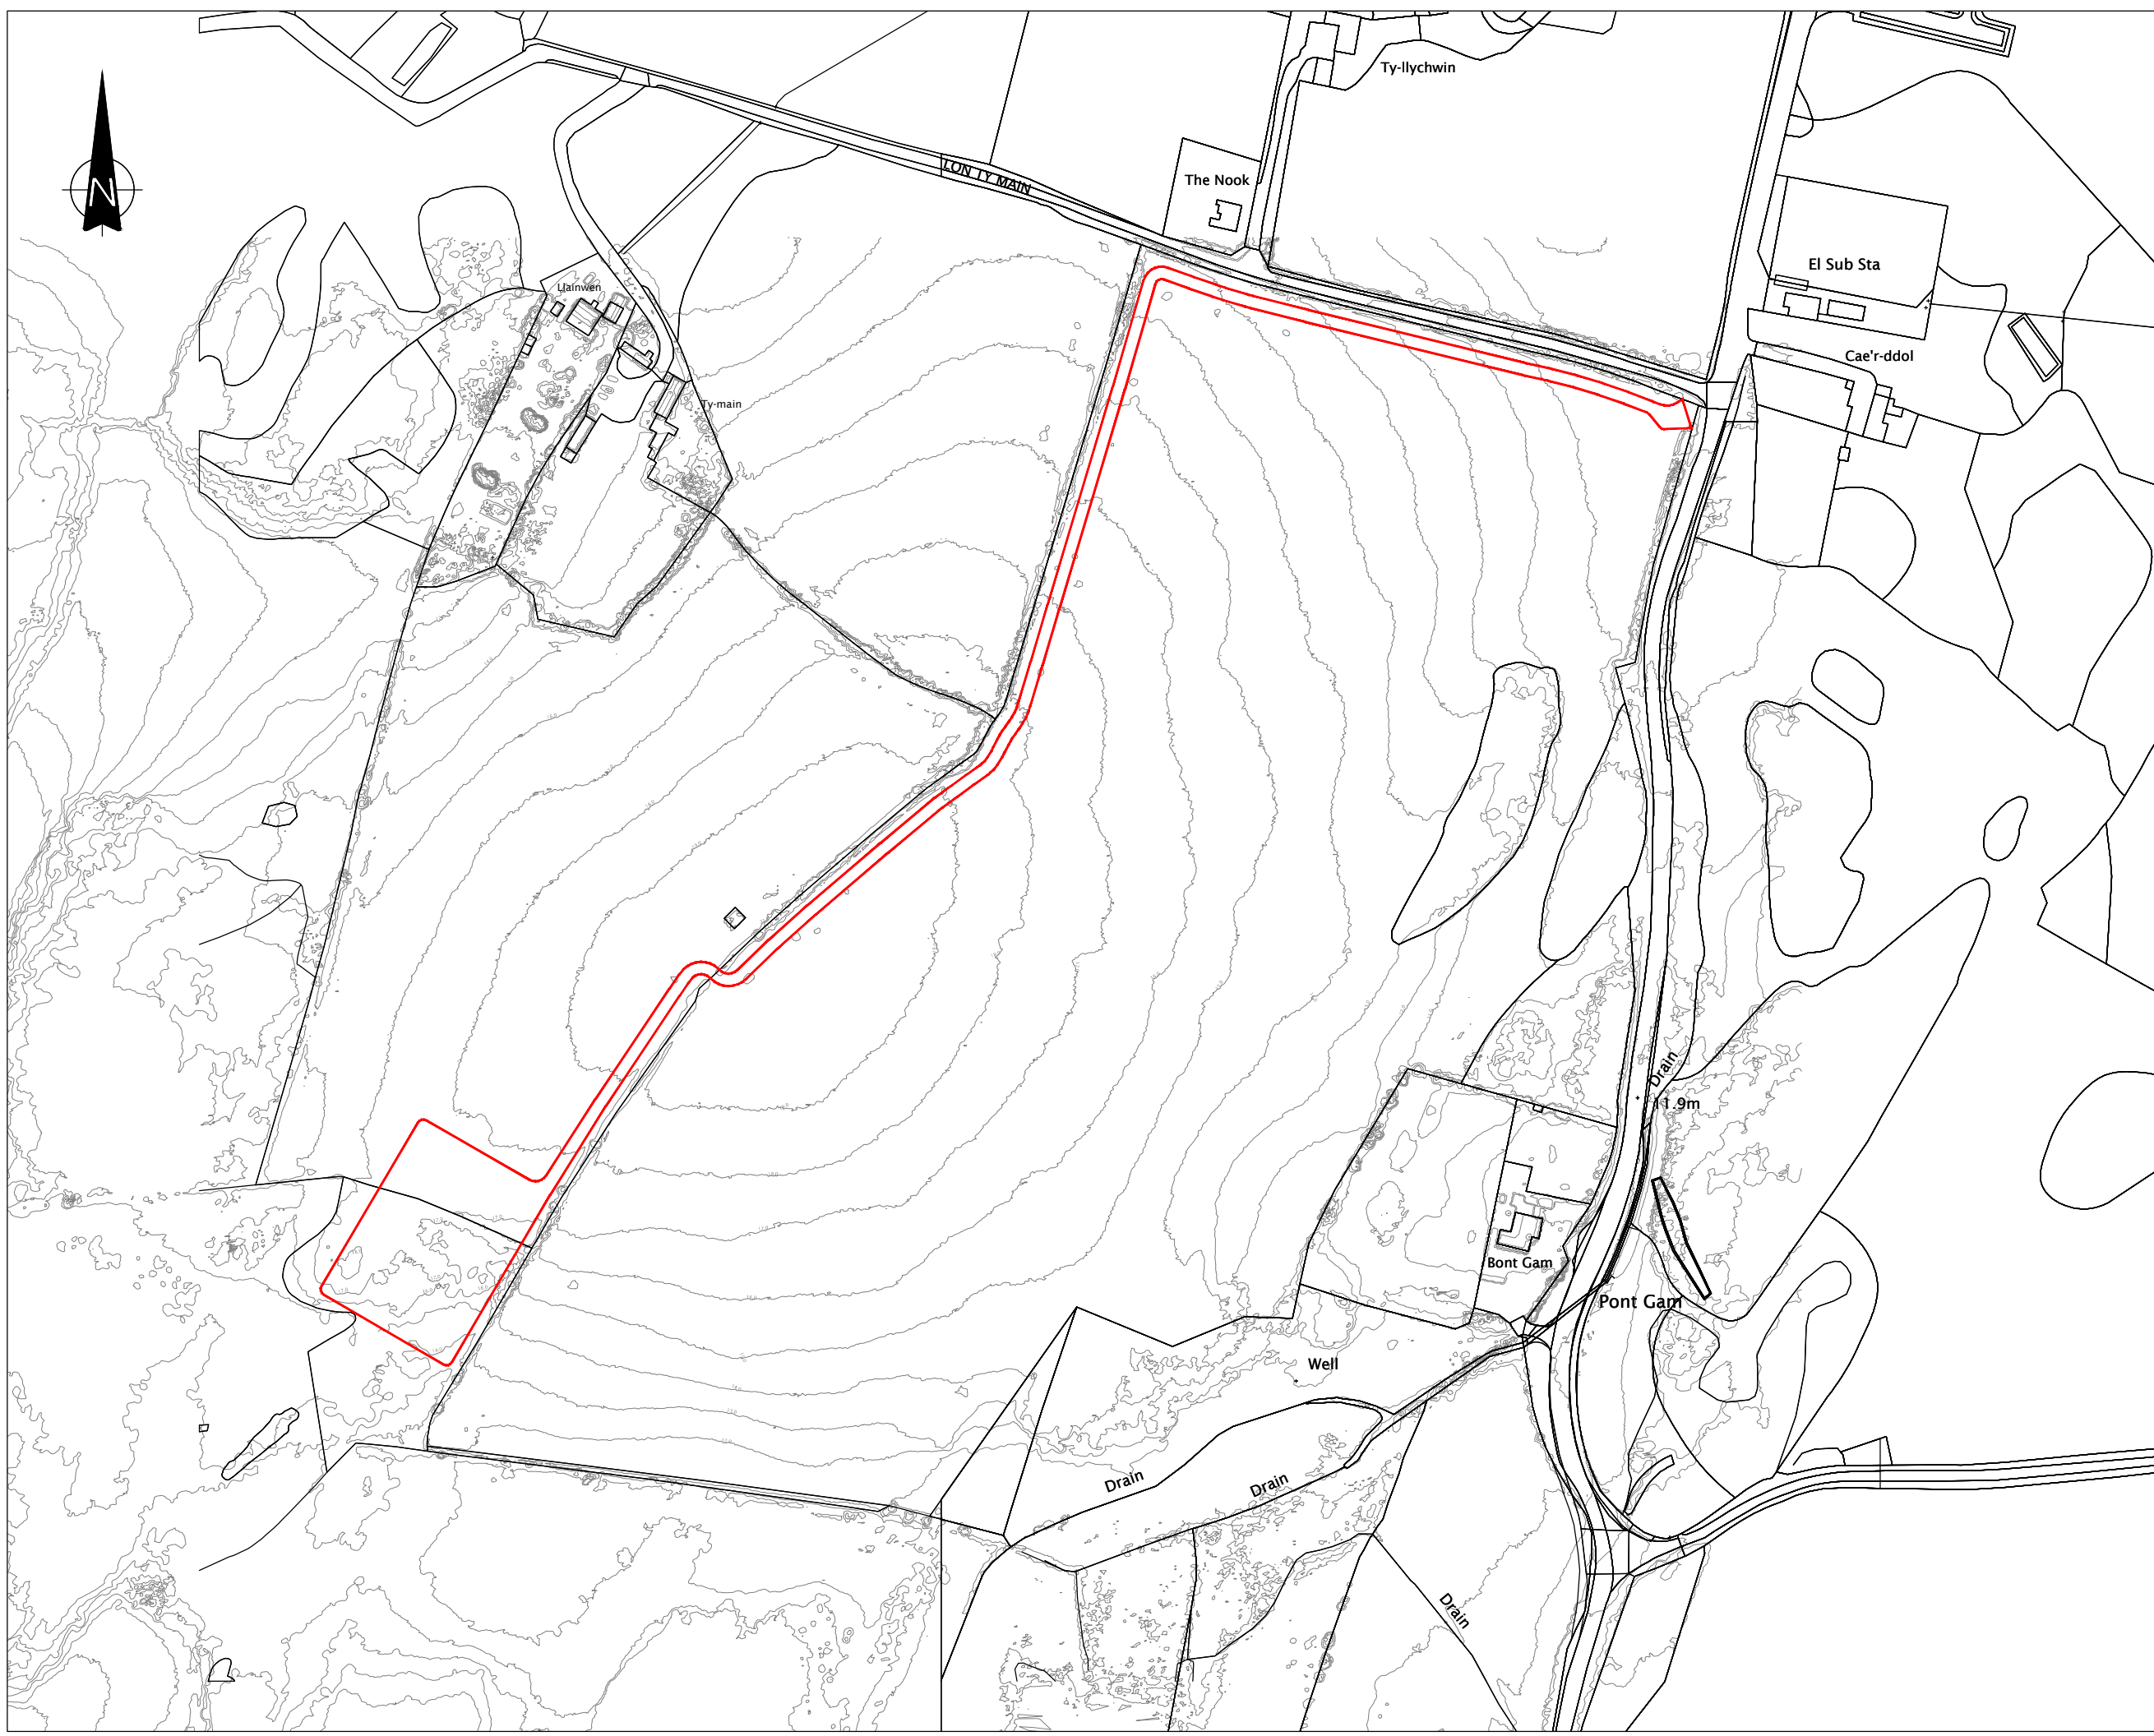 Ty-llychwin
LON TY MAIN
The Nook
N
El Sub Sta
Llainwen
Cae'r-ddol
Ty-main
Drain
11.9m
Bont Gam
Pont Gam
Well
Drain
Drain
Drain